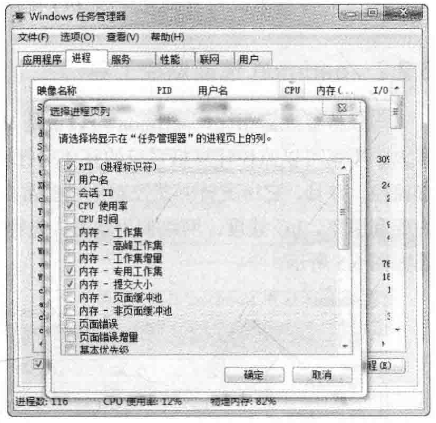 Windows 任务管理器
文件(F) 选项(O) 查看(V) 帮助(H)
应用程序 进程 服务 性能 联网 用户
映像名称 PID 用户名 CPU 内存(... I/O
选择进程页列
请选择将显示在“任务管理器”的进程页上的列。
PID (进程标识符)
用户名
会话 ID
CPU 使用率
CPU 时间
内存 - 工作集
内存 - 高峰工作集
内存 - 工作集增量
内存 - 专用工作集
内存 - 提交大小
内存 - 页面缓冲池
内存 - 非页面缓冲池
页面错误
页面错误增量
基本优先级
确定 取消
程(E)
进程数: 116 CPU 使用率: 12% 物理内存: 82%